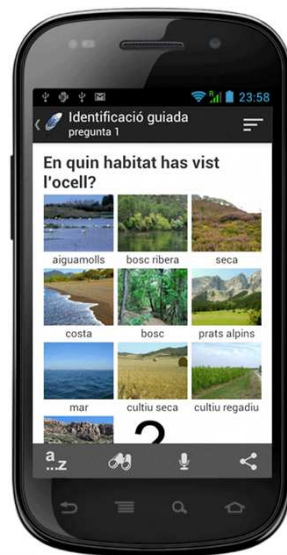 23:58
Identificació guiada
pregunta 1
En quin habitat has vist
l'ocell?
aiguamolls bosc ribera seca
costa bosc prats alpins
mar cultiu seca cultiu regadiu
?
a
...z